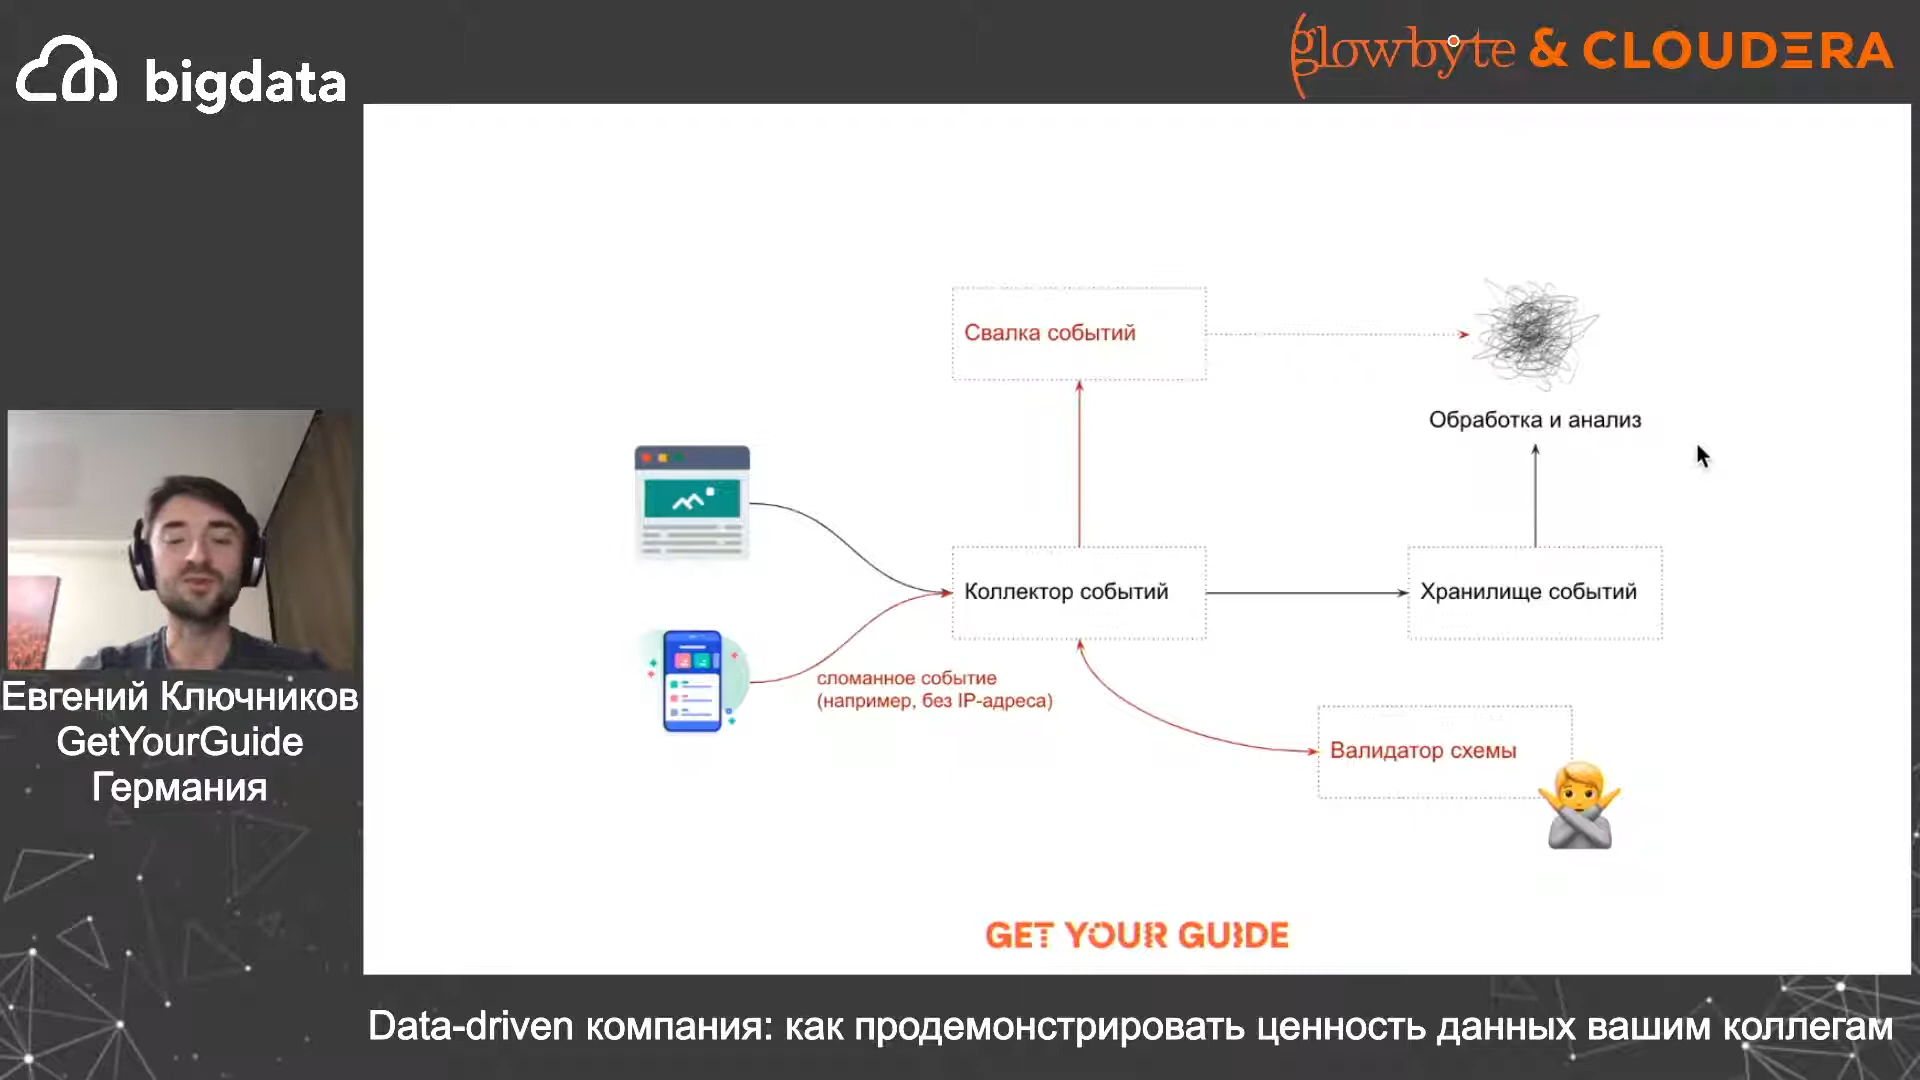 bigdata
glowbyte & CLOUDERA
Свалка событий
Обработка и анализ
Коллектор событий
Хранилище событий
сломанное событие
(например, без IP-адреса)
Валидатор схемы
Евгений Ключников
GetYourGuide
Германия
GET YOUR GUIDE
Data-driven компания: как продемонстрировать ценность данных вашим коллегам